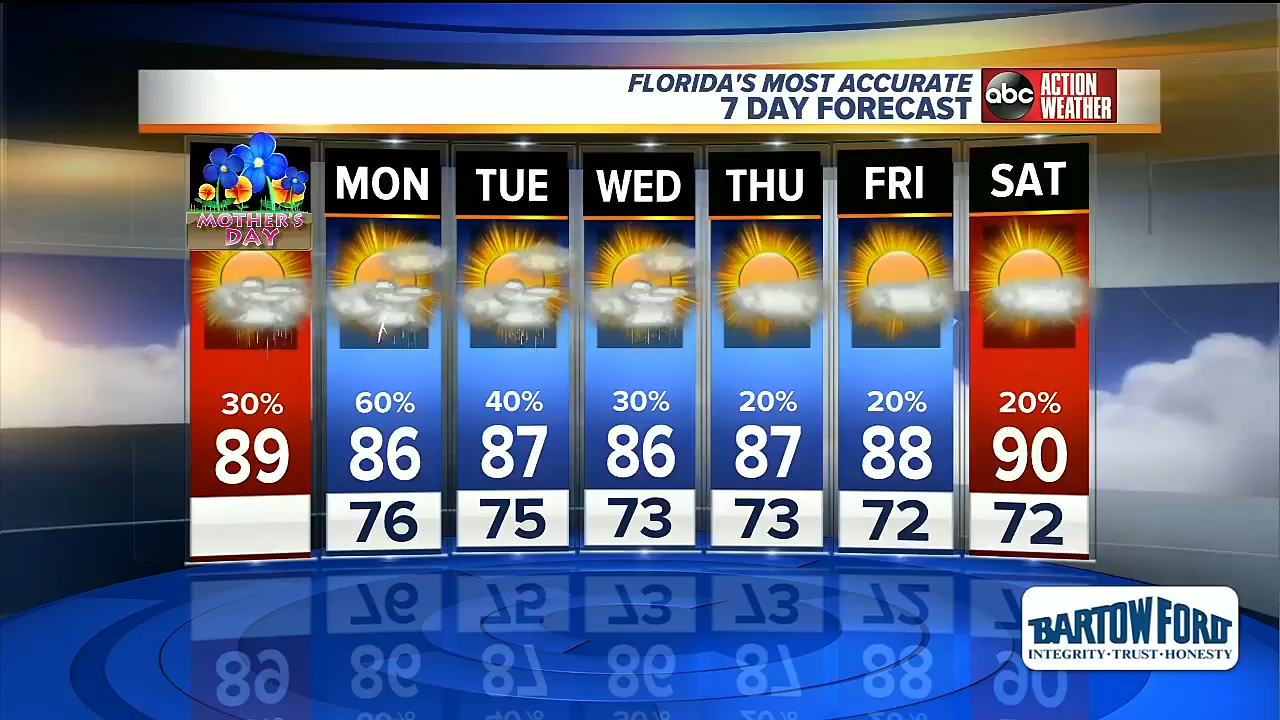 FLORIDA'S MOST ACCURATE
7 DAY FORECAST
abc
ACTION
WEATHER
MOTHER'S
DAY
MON
TUE
WED
THU
FRI
SAT
30%
60%
40%
30%
20%
20%
20%
89
86
87
86
87
88
90
76
75
73
73
72
72
BARTOW FORD
INTEGRITY·TRUST·HONESTY